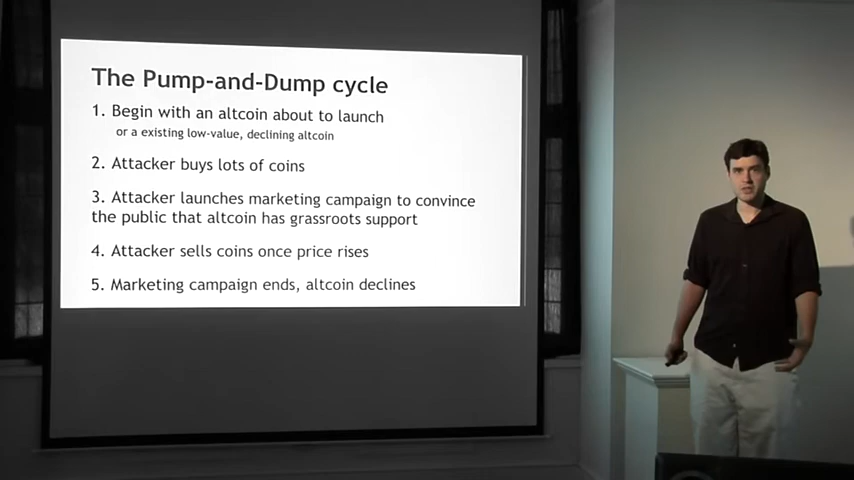 The Pump-and-Dump cycle
1. Begin with an altcoin about to launch
or a existing low-value, declining altcoin
2. Attacker buys lots of coins
3. Attacker launches marketing campaign to convince
the public that altcoin has grassroots support
4. Attacker sells coins once price rises
5. Marketing campaign ends, altcoin declines